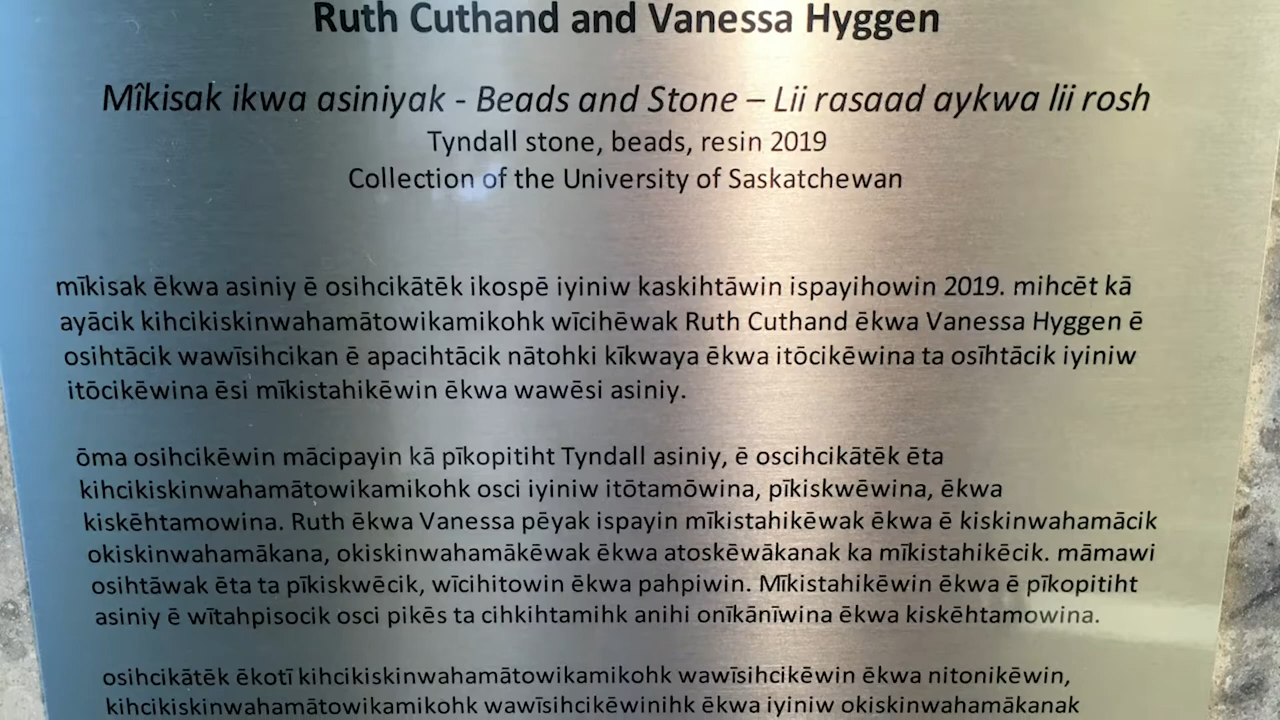 Ruth Cuthand and Vanessa Hyggen
Mîkisak ikwa asiniyak - Beads and Stone – Lii rasaad aykwa lii rosh
Tyndall stone, beads, resin 2019
Collection of the University of Saskatchewan
mīkisak ēkwa asiniy ē osihcikātēk ikospē iyiniw kaskihtāwin ispayihowin 2019. mihcēt kā
ayācik kihcikiskinwahamātowikamikohk wīcihēwak Ruth Cuthand ēkwa Vanessa Hyggen ē
osihtācik wawīsihcikan ē apacihtācik nātohki kīkwaya ēkwa itōcikēwina ta osīhtācik iyiniw
itōcikēwina ēsi mīkistahikēwin ēkwa wawēsi asiniy.
ōma osihcikēwin mācipayin kā pīkopitiht Tyndall asiniy, ē oscihcikātēk ēta
kihcikiskinwahamātowikamikohk osci iyiniw itōtamōwina, pīkiskwēwina, ēkwa
kiskēhtamowina. Ruth ēkwa Vanessa pēyak ispayin mīkistahikēwak ēkwa ē kiskinwahamācik
okiskinwahamākana, okiskinwahamākēwak ēkwa atoskēwākanak ka mīkistahikēcik. māmawi
osihtāwak ēta ta pīkiskwēcik, wīcihitowin ēkwa pahpiwin. Mīkistahikēwin ēkwa ē pīkopitiht
asiniy ē wītahpisocik osci pikēs ta cihkihtamihk anihi onīkānīwina ēkwa kiskēhtamowina.
osihcikātēk ēkotī kihcikiskinwahamātowikamikohk wawīsihcikēwin ēkwa nitonikēwin,
kihcikiskinwahamātowikamikohk wawīsihcikēwinihk ēkwa iyiniw okiskinwahamākanak